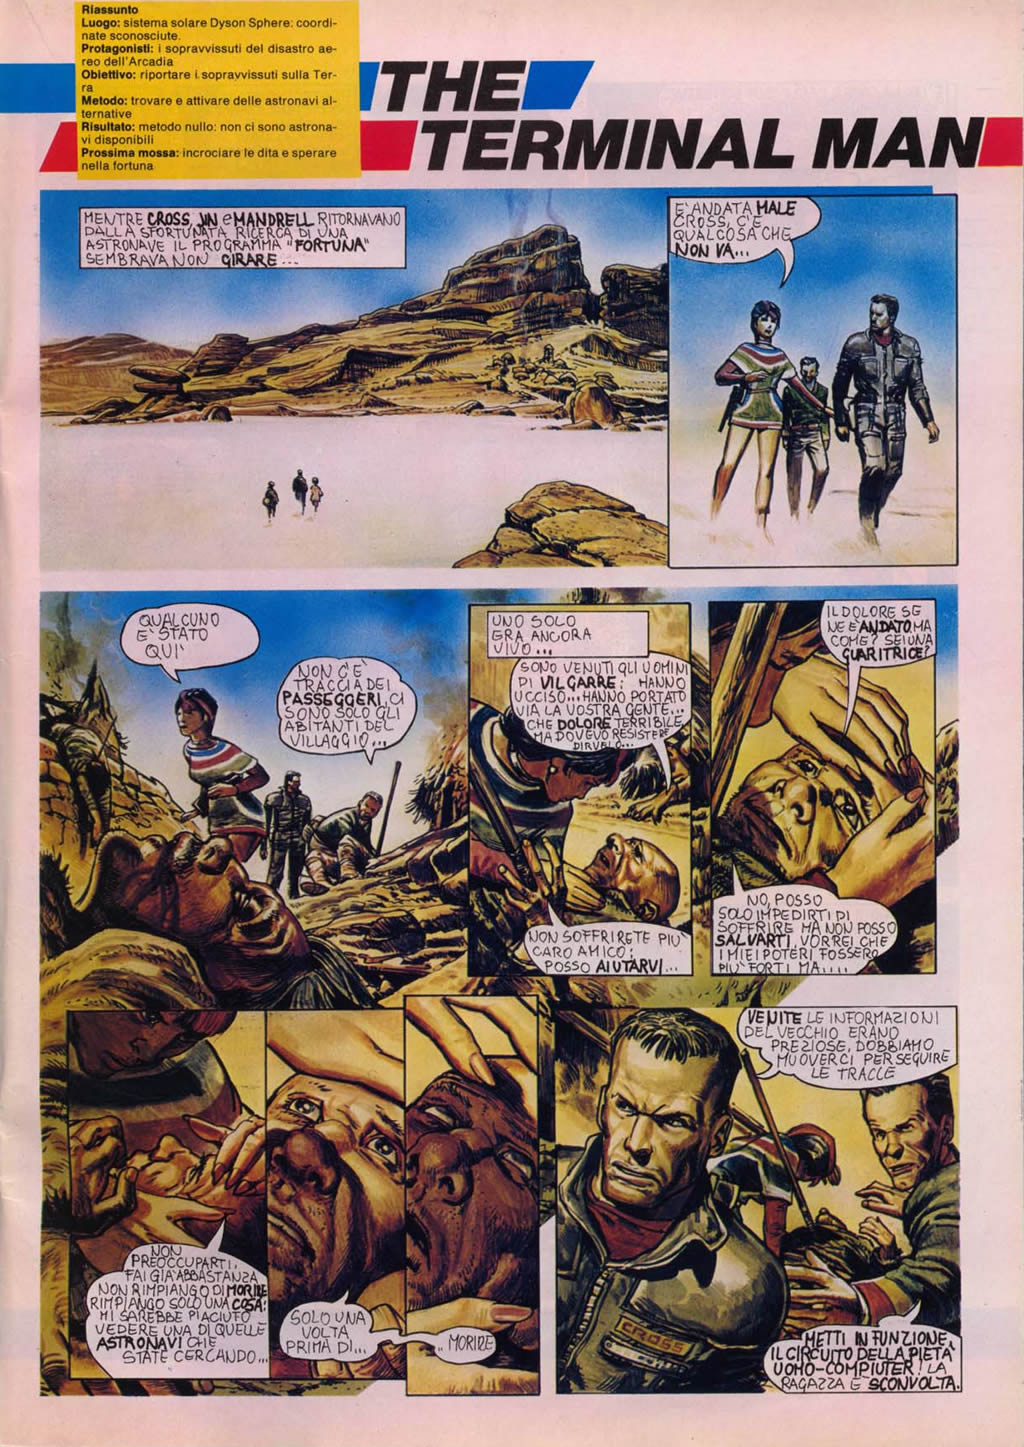 Riassunto
Luogo: sistema solare Dyson Sphere: coordi-
nate sconosciute.
Protagonisti: i sopravvissuti del disastro ae-
reo dell'Arcadia
Obiettivo: riportare i sopravvissuti sulla Ter-
ra
Metodo: trovare e attivare delle astronavi al-
ternative
Risultato: metodo nullo: non ci sono astrona-
vi disponibili
Prossima mossa: incrociare le dita e sperare
nella fortuna
THE
TERMINAL MAN
MENTRE CROSS, JIN e MANDRELL RITORNAVANO
DALLA SFORTUNATA RICERCA DI UNA
ASTRONAVE IL PROGRAMMA "FORTUNA"
SEMBRAVA NON GIRARE...
E' ANDATA MALE
CROSS, C'E'
QUALCOSA CHE
NON VA...
QUALCUNO
E' STATO
QUI'
NON C'E'
TRACCIA DEI
PASSEGGERI, CI
SONO SOLO GLI
ABITANTI DEL
VILLAGGIO...
UNO SOLO
ERA ANCORA
VIVO...
SONO VENUTI GLI UOMINI
DI VILGARRE: HANNO
UCCISO... HANNO PORTATO
VIA LA VOSTRA GENTE...
CHE DOLORE TERRIBILE,
MA DOVEVO RESISTERE
DIRVELO...
NON SOFFRIRETE PIU'
CARO AMICO:
POSSO AIUTARVI...
IL DOLORE SE
NE E' ANDATO, MA
COME? SEI UNA
GUARITRICE?
NO, POSSO
SOLO IMPEDIRTI DI
SOFFRIRE MA NON POSSO
SALVARTI, VORREI CHE
I MIEI POTERI FOSSERO
PIU' FORTI MA.....
NON
PREOCCUPARTI,
FAI GIA' ABBASTANZA
NON RIMPIANGO DI MORIRE
RIMPIANGO SOLO UNA COSA:
MI SAREBBE PIACIUTO
VEDERE UNA DI QUELLE
ASTRONAVI CHE
STATE CERCANDO...
SOLO UNA
VOLTA
PRIMA DI...
.. MORIRE
VENITE LE INFORMAZIONI
DEL VECCHIO ERANO
PREZIOSE, DOBBIAMO
MUOVERCI PER SEGUIRE
LE TRACCE
CROSS
METTI IN FUNZIONE,
IL CIRCUITO DELLA PIETA'
UOMO-COMPIUTER! LA
RAGAZZA E' SCONVOLTA.